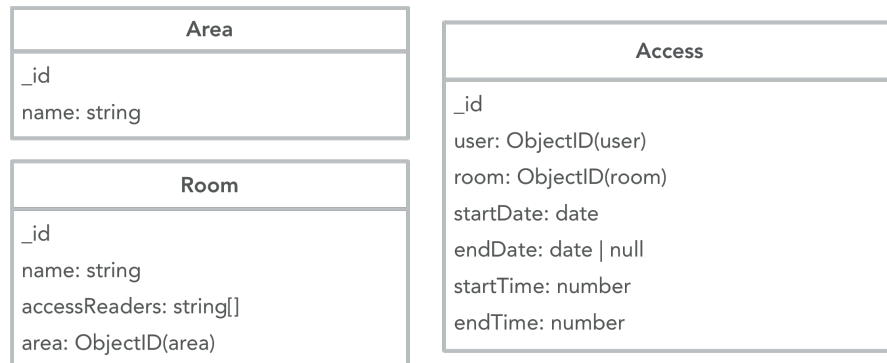 Area
_id
name: string
Room
_id
name: string
accessReaders: string[]
area: ObjectID(area)
Access
_id
user: ObjectID(user)
room: ObjectID(room)
startDate: date
endDate: date | null
startTime: number
endTime: number